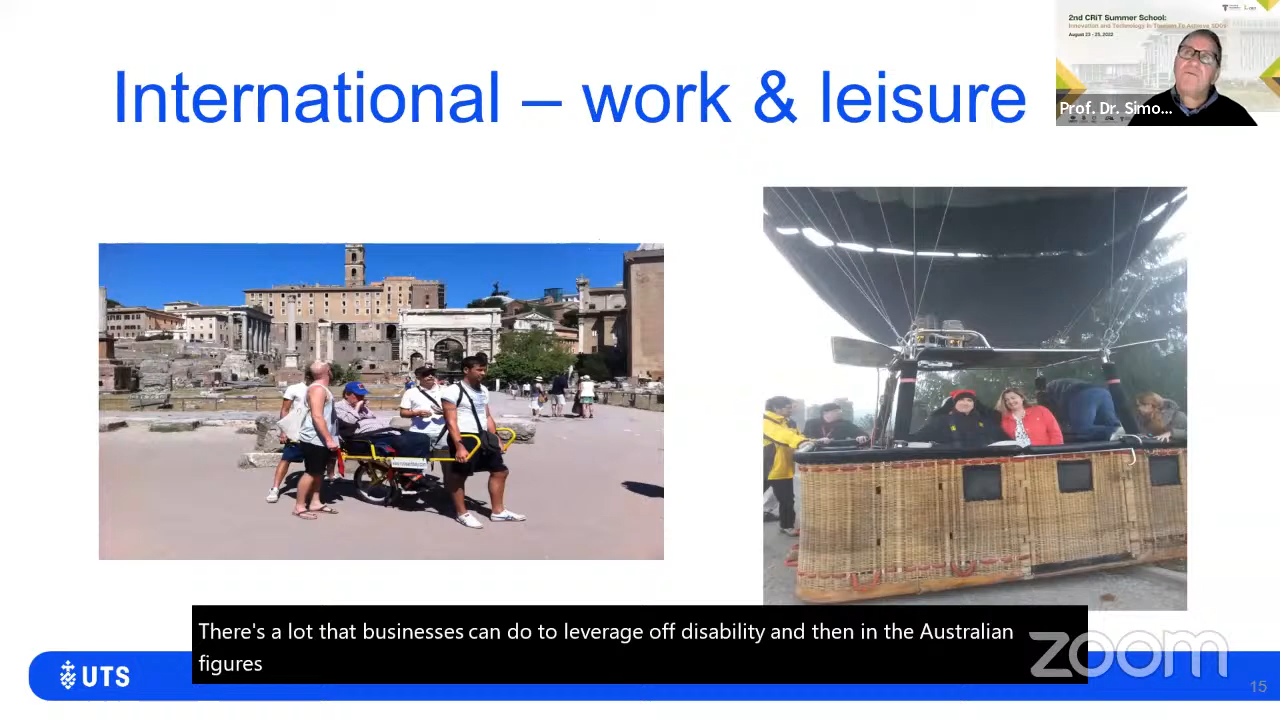 International – work & leisure
2nd CRiT Summer School:
Innovation and Technology in Tourism To Achieve SDGs
August 23 - 25, 2022
Prof. Dr. Simo...
There's a lot that businesses can do to leverage off disability and then in the Australian
figures
UTS
zoom
15